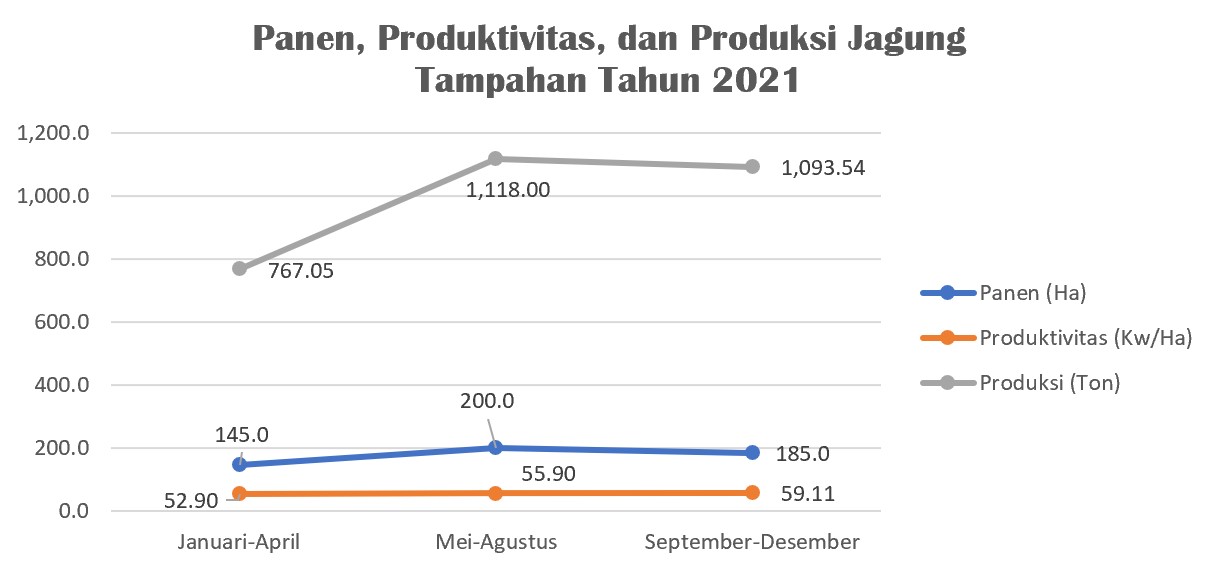 Panen, Produktivitas, dan Produksi Jagung
Tampahan Tahun 2021
1,200.0
1,000.0
800.0
600.0
400.0
200.0
0.0
767.05
1,118.00
1,093.54
145.0
200.0
185.0
52.90
55.90
59.11
Januari-April
Mei-Agustus
September-Desember
Panen (Ha)
Produktivitas (Kw/Ha)
Produksi (Ton)